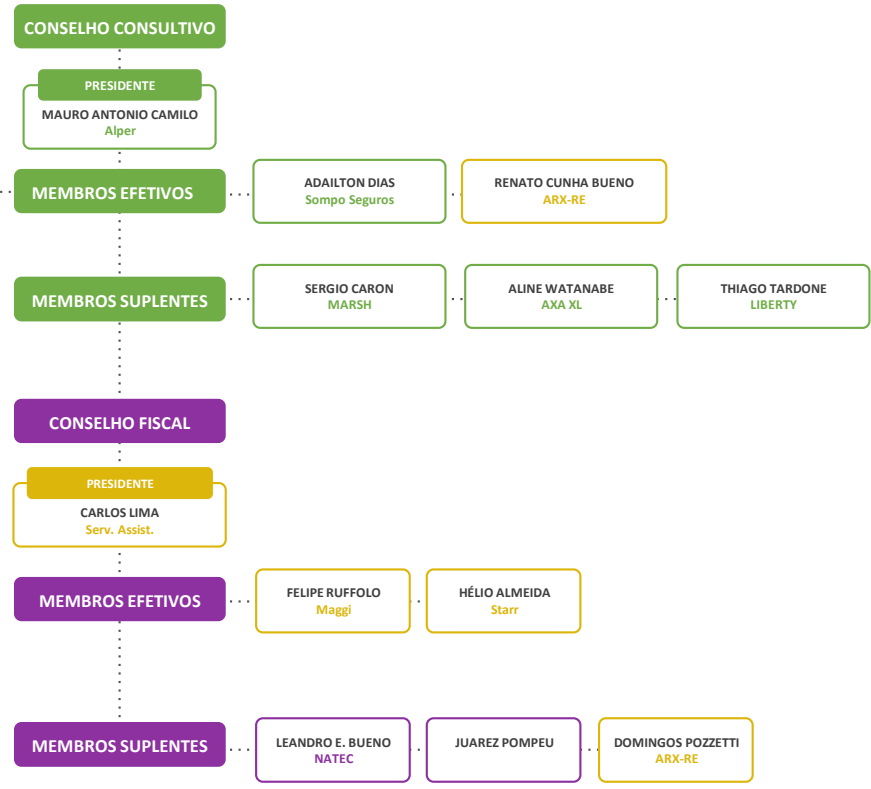 CONSELHO CONSULTIVO
PRESIDENTE
MAURO ANTONIO CAMILO
Alper
MEMBROS EFETIVOS
ADAILTON DIAS
Sompo Seguros
RENATO CUNHA BUENO
ARX-RE
MEMBROS SUPLENTES
SERGIO CARON
MARSH
ALINE WATANABE
AXA XL
THIAGO TARDONE
LIBERTY
CONSELHO FISCAL
PRESIDENTE
CARLOS LIMA
Serv. Assist.
MEMBROS EFETIVOS
FELIPE RUFFOLO
Maggi
HÉLIO ALMEIDA
Starr
MEMBROS SUPLENTES
LEANDRO E. BUENO
NATEC
JUAREZ POMPEU
DOMINGOS POZZETTI
ARX-RE